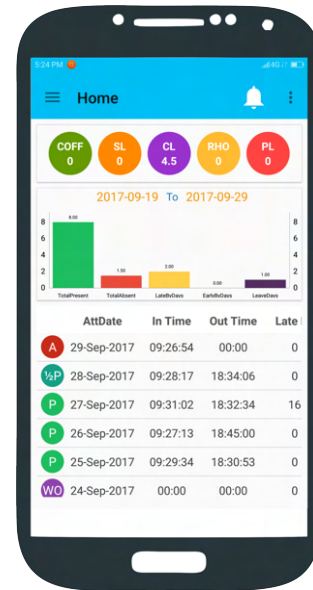 5:24 PM
4G
Home
COFF SL CL RHO PL
0 0 4.5 0 0
2017-09-19 To 2017-09-29
8 8.00 8
6 6
4 4
2 1.50 2.00 0.00 1.00 2
0 0
TotalPresent TotalAbsent LateByDays EarlyByDays LeaveDays
AttDate In Time Out Time Late
A 29-Sep-2017 09:26:54 00:00 0
½P 28-Sep-2017 09:28:17 18:34:06 0
P 27-Sep-2017 09:31:02 18:32:34 16
P 26-Sep-2017 09:27:13 18:45:00 0
P 25-Sep-2017 09:29:34 18:30:53 0
WO 24-Sep-2017 00:00 00:00 0